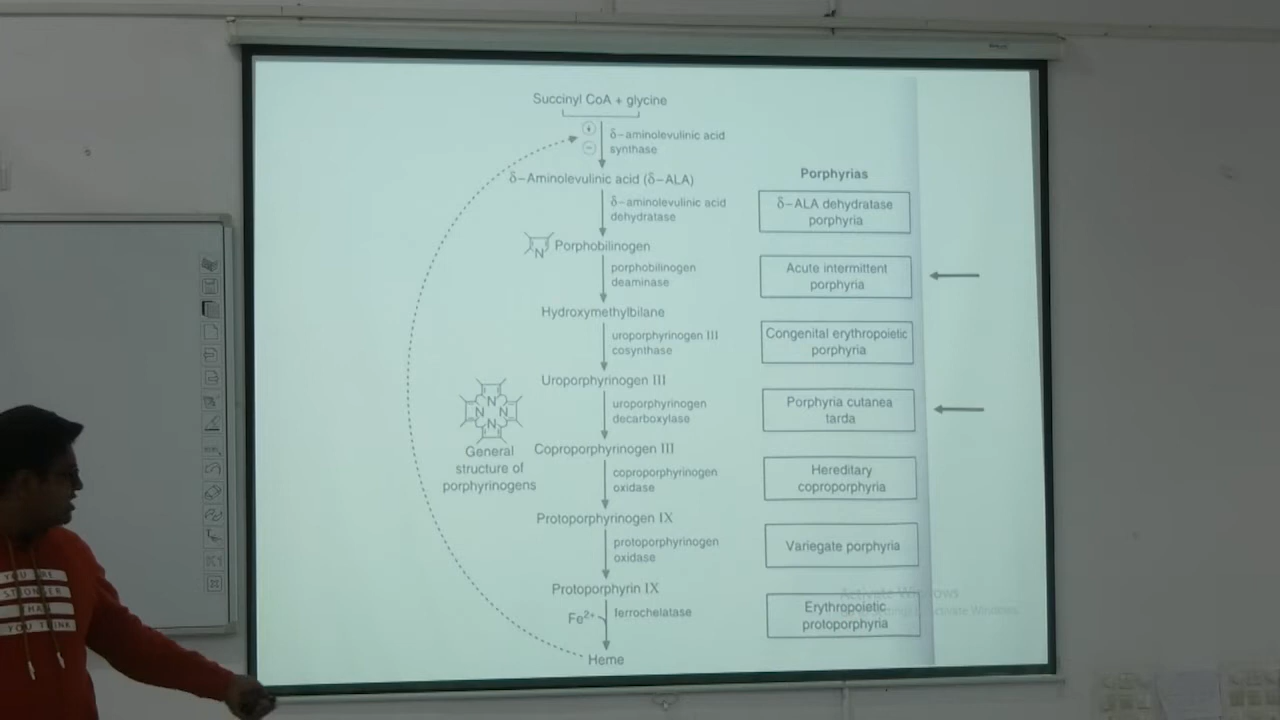 Succinyl CoA + glycine
+
−
δ–aminolevulinic acid
synthase
δ–Aminolevulinic acid (δ–ALA)
δ–aminolevulinic acid
dehydratase
N
Porphobilinogen
porphobilinogen
deaminase
Hydroxymethylbilane
uroporphyrinogen III
cosynthase
Uroporphyrinogen III
uroporphyrinogen
decarboxylase
N
N
N
N
General
structure of
porphyrinogens
Coproporphyrinogen III
coproporphyrinogen
oxidase
Protoporphyrinogen IX
protoporphyrinogen
oxidase
Protoporphyrin IX
Fe2+
ferrochelatase
Heme
Porphyrias
δ–ALA dehydratase
porphyria
Acute intermittent
porphyria
Congenital erythropoietic
porphyria
Porphyria cutanea
tarda
Hereditary
coproporphyria
Variegate porphyria
Erythropoietic
protoporphyria
Activate Windows
activate Windows.
YOU ARE
STRONGER
THAN
YOU THINK